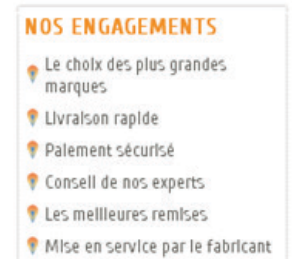 NOS ENGAGEMENTS
Le choix des plus grandes
marques
Livraison rapide
Paiement sécurisé
Conseil de nos experts
Les meilleures remises
Mise en service par le fabricant